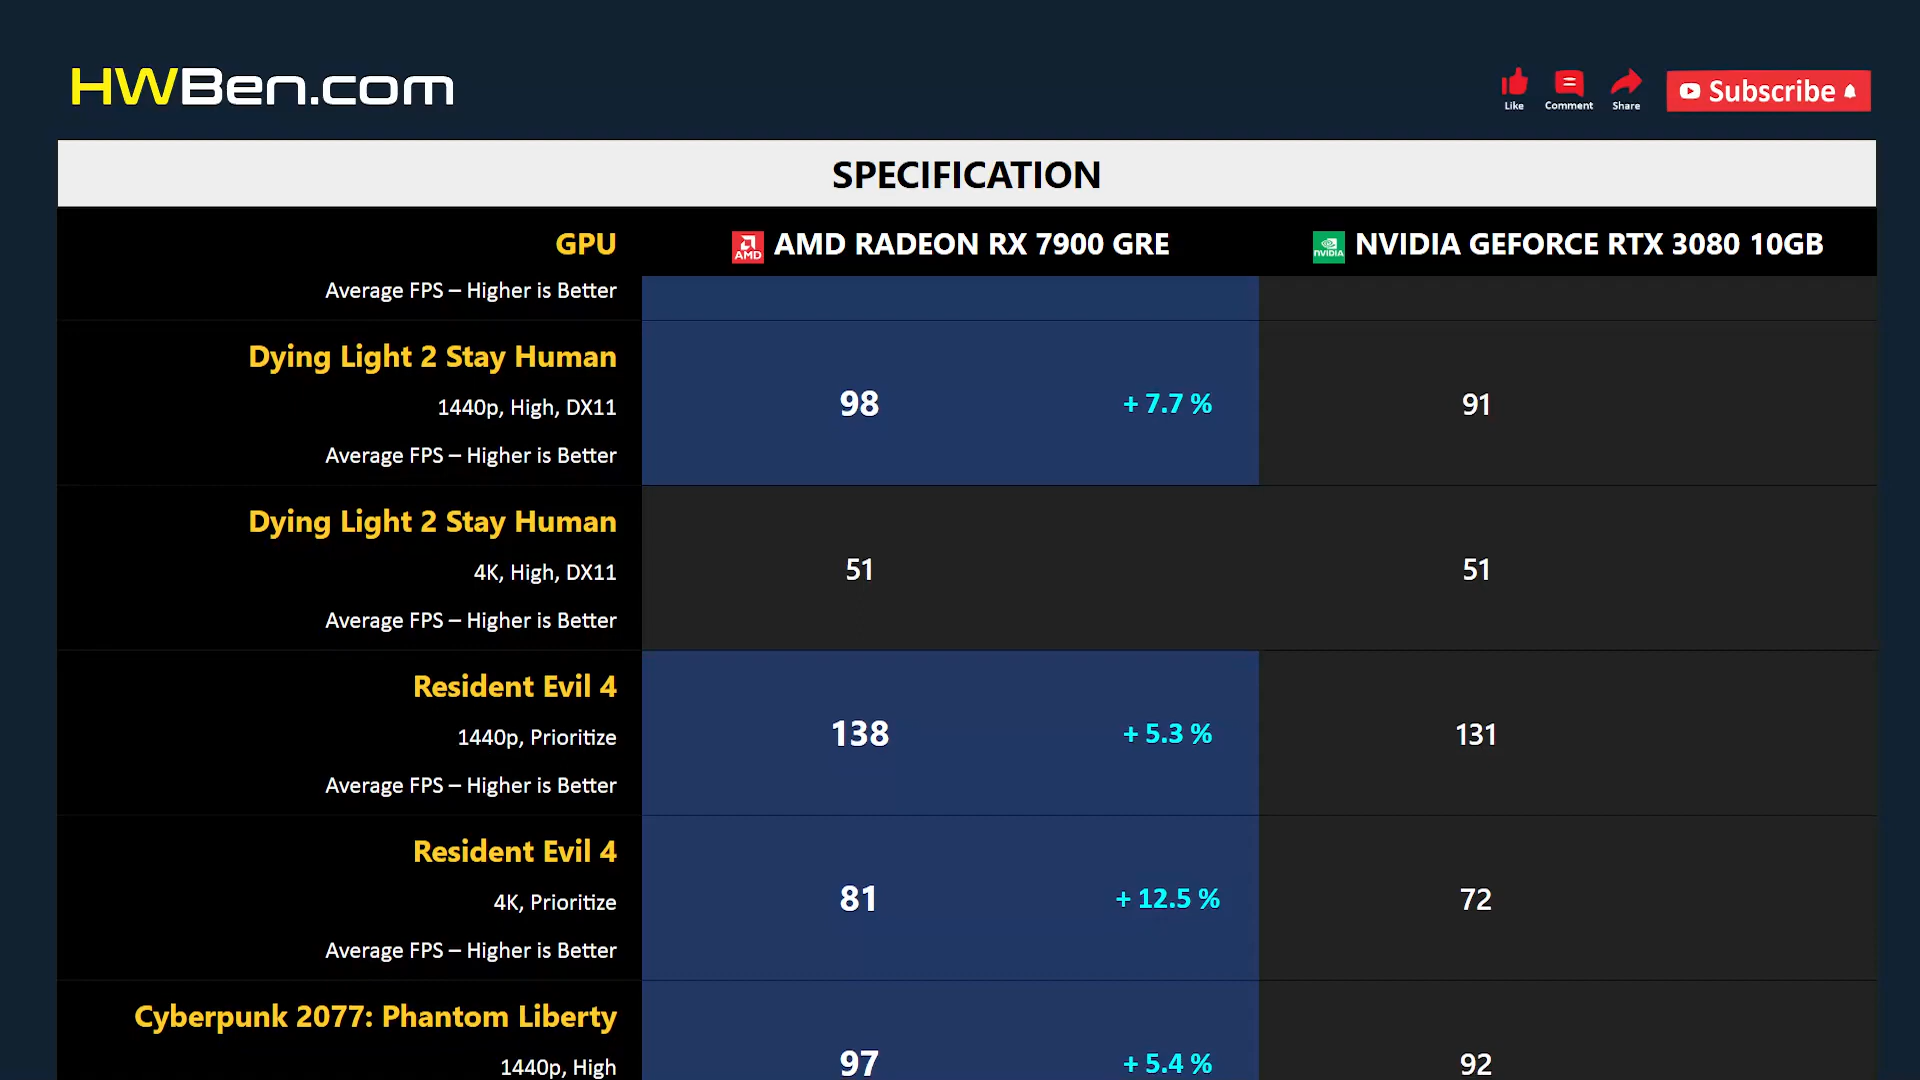 HWBen.com
Like
Comment
Share
Subscribe
SPECIFICATION
GPU
AMD
AMD RADEON RX 7900 GRE
NVIDIA
NVIDIA GEFORCE RTX 3080 10GB
Average FPS – Higher is Better
Dying Light 2 Stay Human
1440p, High, DX11
Average FPS – Higher is Better
98
+ 7.7 %
91
Dying Light 2 Stay Human
4K, High, DX11
Average FPS – Higher is Better
51
51
Resident Evil 4
1440p, Prioritize
Average FPS – Higher is Better
138
+ 5.3 %
131
Resident Evil 4
4K, Prioritize
Average FPS – Higher is Better
81
+ 12.5 %
72
Cyberpunk 2077: Phantom Liberty
1440p, High
97
+ 5.4 %
92